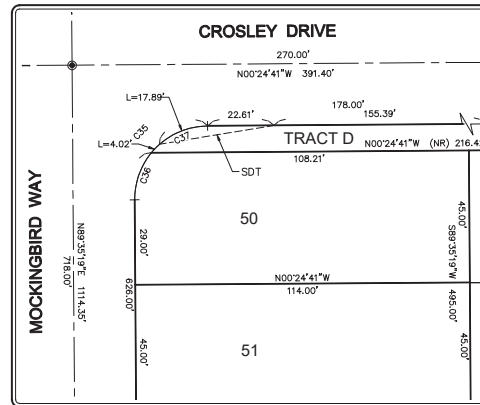 CROSLEY DRIVE
270.00'
N00°24'41"W 391.40'
L=17.89'
22.61'
178.00'
155.39'
C35
C37
L=4.02'
TRACT D
N00°24'41"W (NR) 216.42
108.21'
SDT
C36
MOCKINGBIRD WAY
N89°35'19"E 1114.35'
718.00'
50
29.00'
626.00'
45.00'
S89°35'19"W 495.00'
N00°24'41"W
114.00'
51
45.00'
45.00'